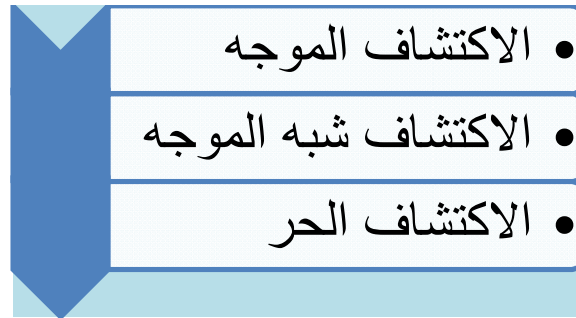 • الاكتشاف الموجه
• الاكتشاف شبه الموجه
• الاكتشاف الحر